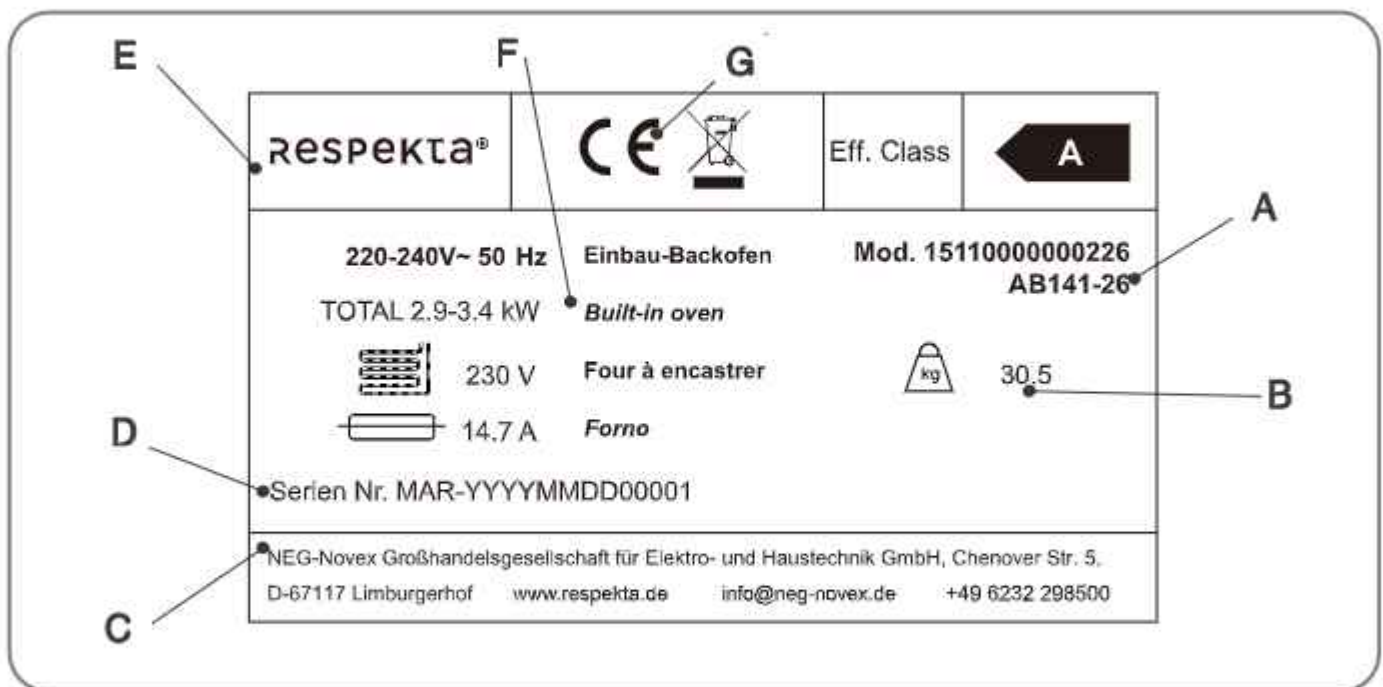 E
F
G
RESPEKTA®
CE
Eff. Class
A
A
220-240V~ 50 Hz
Einbau-Backofen
Mod. 15110000000226
AB141-26
TOTAL 2.9-3.4 kW
Built-in oven
230 V
Four à encastrer
kg
30.5
B
14.7 A
Forno
D
Serien Nr. MAR-YYYYMMDD00001
NEG-Novex Großhandelsgesellschaft für Elektro- und Haustechnik GmbH, Chenover Str. 5,
D-67117 Limburgerhof www.respekta.de info@neg-novex.de +49 6232 298500
C